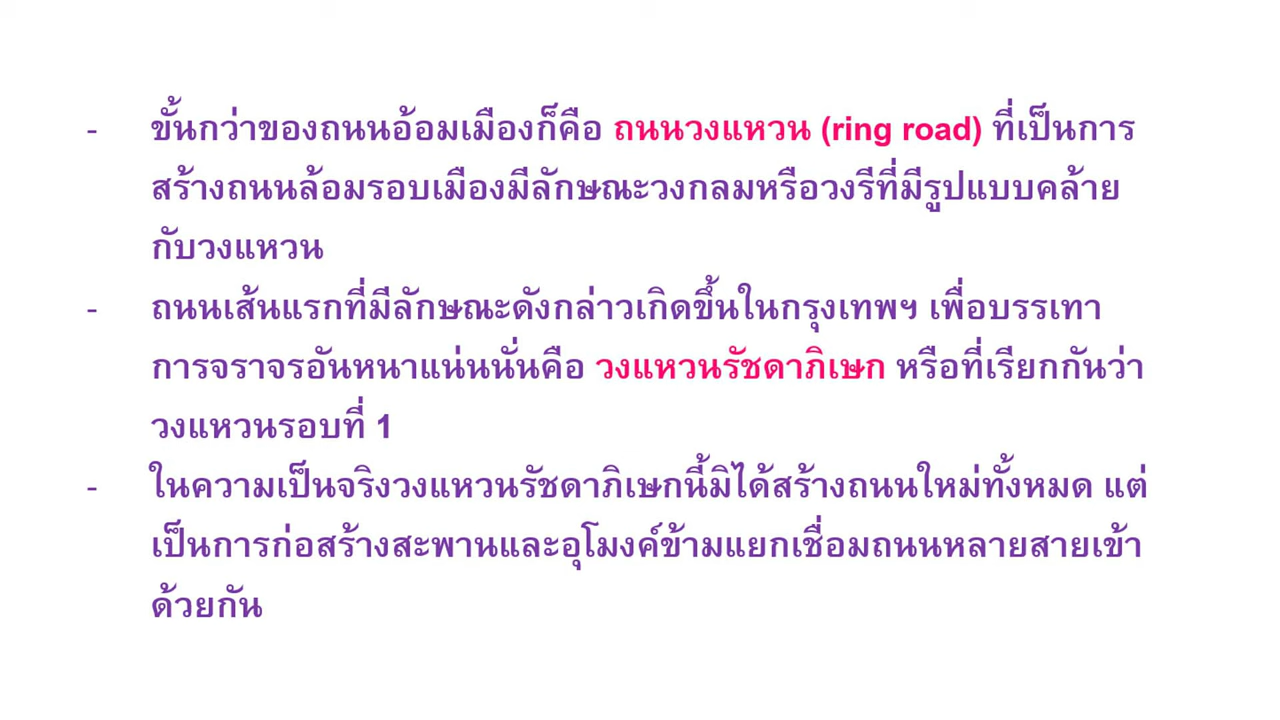 - ขั้นกว่าของถนนอ้อมเมืองก็คือ ถนนวงแหวน (ring road) ที่เป็นการ
สร้างถนนล้อมรอบเมืองมีลักษณะวงกลมหรือวงรีที่มีรูปแบบคล้าย
กับวงแหวน
- ถนนเส้นแรกที่มีลักษณะดังกล่าวเกิดขึ้นในกรุงเทพฯ เพื่อบรรเทา
การจราจรอันหนาแน่นนั่นคือ วงแหวนรัชดาภิเษก หรือที่เรียกกันว่า
วงแหวนรอบที่ 1
- ในความเป็นจริงวงแหวนรัชดาภิเษกนี้มิได้สร้างถนนใหม่ทั้งหมด แต่
เป็นการก่อสร้างสะพานและอุโมงค์ข้ามแยกเชื่อมถนนหลายสายเข้า
ด้วยกัน